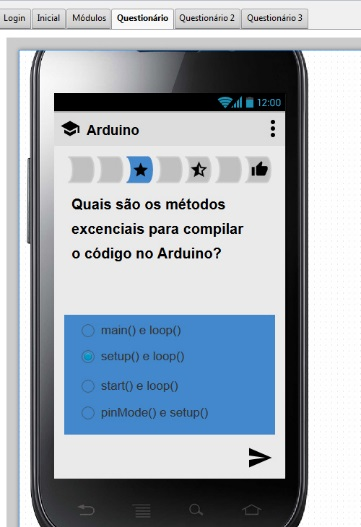 Login Inicial Módulos Questionário Questionário 2 Questionário 3
12:00
Arduino
Quais são os métodos
excenciais para compilar
o código no Arduino?
main() e loop()
setup() e loop()
start() e loop()
pinMode() e setup()